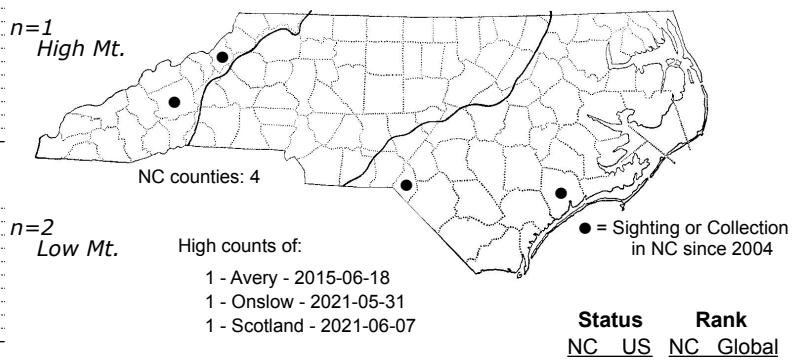 n=1
High Mt.
NC counties: 4
n=2
Low Mt.
High counts of:
1 - Avery - 2015-06-18
1 - Onslow - 2021-05-31
1 - Scotland - 2021-06-07
● = Sighting or Collection
in NC since 2004
Status Rank
NC US NC Global